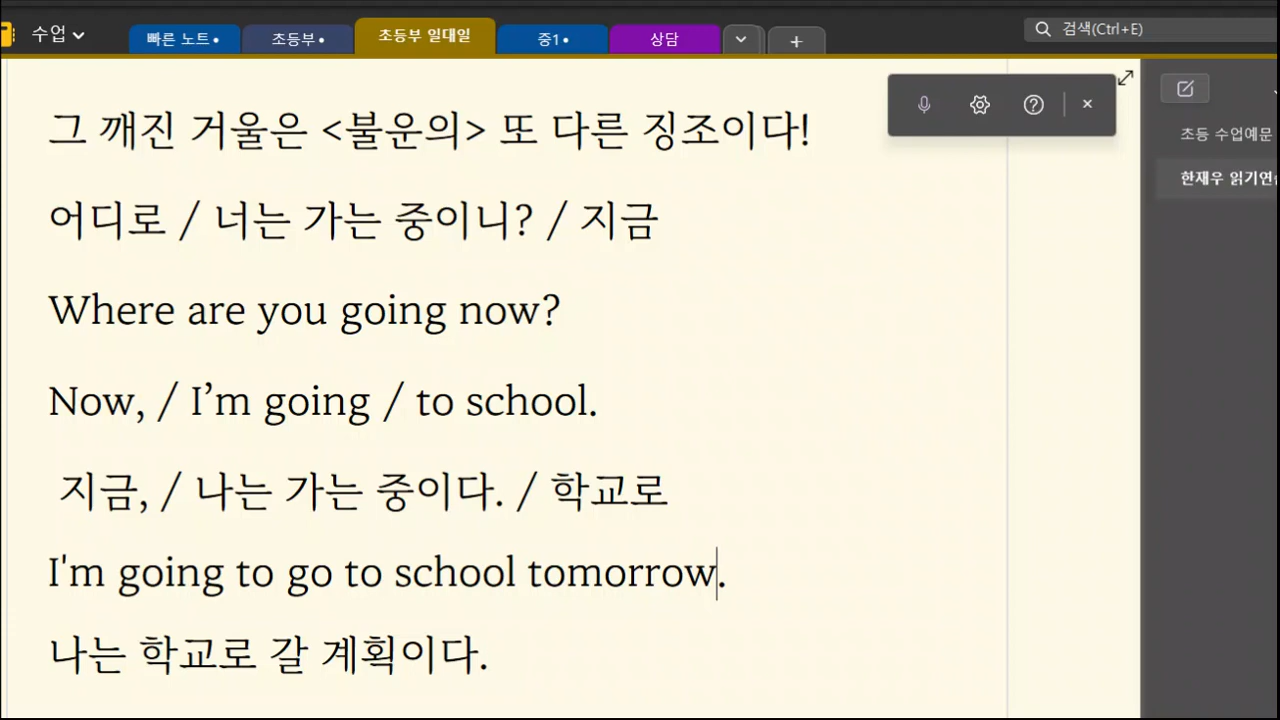 수업
빠른 노트•
초등부•
초등부 일대일
중1•
상담
검색(Ctrl+E)
그 깨진 거울은 <불운의> 또 다른 징조이다!
초등 수업예문
어디로 / 너는 가는 중이니? / 지금
한재우 읽기연
Where are you going now?
Now, / I’m going / to school.
지금, / 나는 가는 중이다. / 학교로
I'm going to go to school tomorrow.
나는 학교로 갈 계획이다.